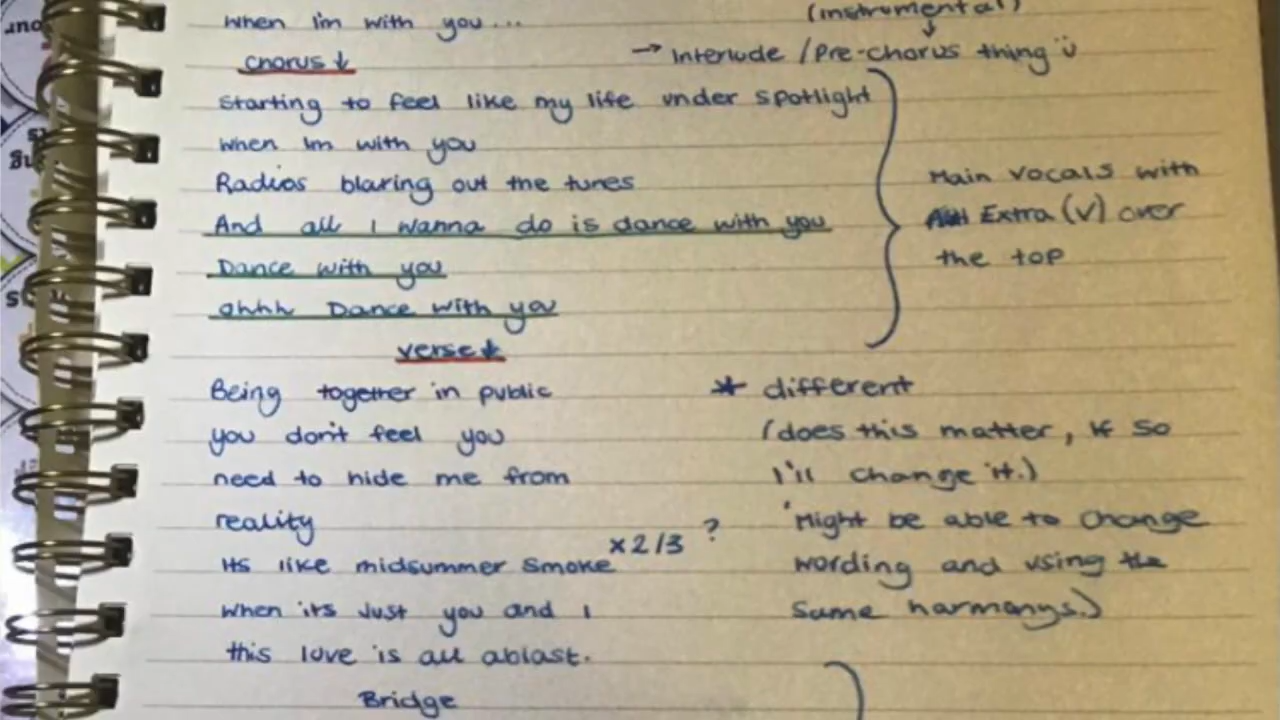 when I'm with you...
(instrumental)
chorus↓
→ Interlude / Pre-chorus thing
Starting to feel like my life under spotlight
when Im with you
Radios blaring out the tunes
And all I wanna do is dance with you
Dance with you
ohhh Dance with you
Main vocals with
Extra (V) over
the top
verse↓
Being together in public
you don't feel you
need to hide me from
reality
Its like midsummer smoke x2/3 ?
when its just you and I
this love is all ablast.
* different
(does this matter, if so
I'll change it.)
'Might be able to change
wording and using the
same harmonys.)
Bridge